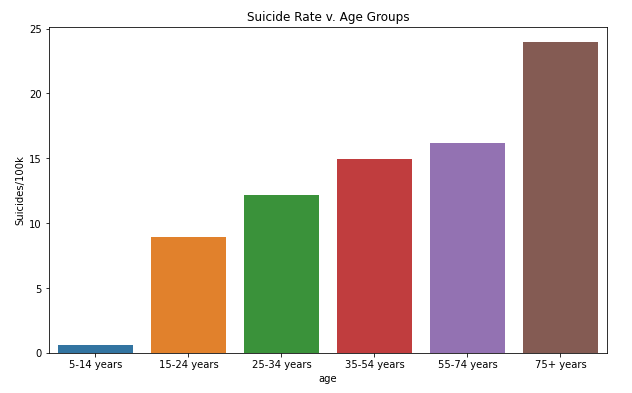 Suicide Rate v. Age Groups
25
20
15
10
5
0
Suicides/100k
5-14 years 15-24 years 25-34 years 35-54 years 55-74 years 75+ years
age